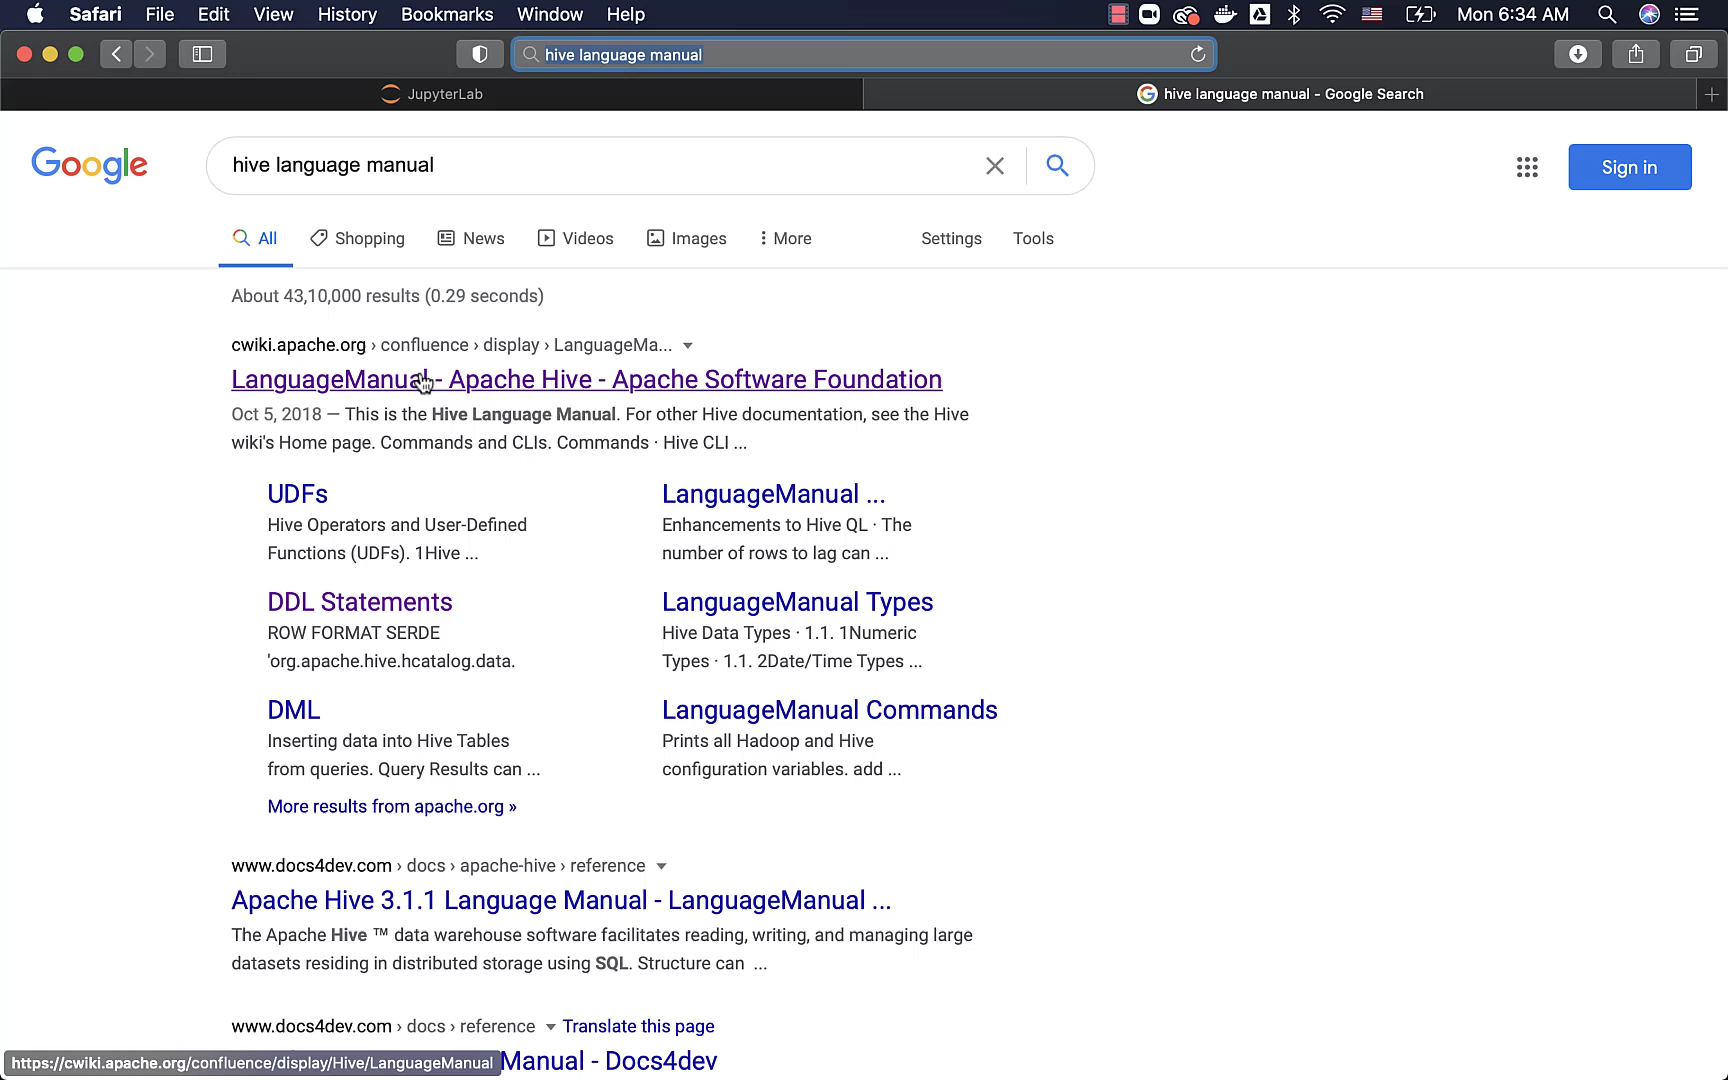 Safari File Edit View History Bookmarks Window Help Mon 6:34 AM
hive language manual
JupyterLab
hive language manual - Google Search
Google
hive language manual
Sign in
All Shopping News Videos Images More Settings Tools
About 43,10,000 results (0.29 seconds)
cwiki.apache.org › confluence › display › LanguageMa...
LanguageManual - Apache Hive - Apache Software Foundation
Oct 5, 2018 — This is the Hive Language Manual. For other Hive documentation, see the Hive
wiki's Home page. Commands and CLIs. Commands · Hive CLI ...
UDFs
Hive Operators and User-Defined
Functions (UDFs). 1Hive ...
LanguageManual ...
Enhancements to Hive QL · The
number of rows to lag can ...
DDL Statements
ROW FORMAT SERDE
'org.apache.hive.hcatalog.data.
LanguageManual Types
Hive Data Types · 1.1. 1Numeric
Types · 1.1. 2Date/Time Types ...
DML
Inserting data into Hive Tables
from queries. Query Results can ...
LanguageManual Commands
Prints all Hadoop and Hive
configuration variables. add ...
More results from apache.org »
www.docs4dev.com › docs › apache-hive › reference
Apache Hive 3.1.1 Language Manual - LanguageManual ...
The Apache Hive ™ data warehouse software facilitates reading, writing, and managing large
datasets residing in distributed storage using SQL. Structure can ...
www.docs4dev.com › docs › reference Translate this page
Manual - Docs4dev
https://cwiki.apache.org/confluence/display/Hive/LanguageManual